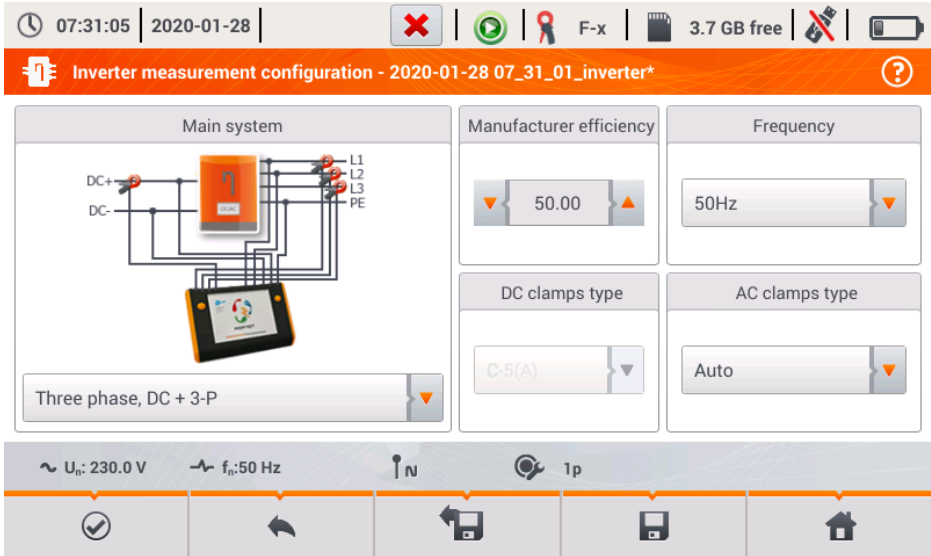 07:31:05 2020-01-28 F-x 3.7 GB free
Inverter measurement configuration - 2020-01-28 07_31_01_inverter*
Main system
L1
L2
L3
PE
DC+
DC-
DC/AC
Three phase, DC + 3-P
Manufacturer efficiency
50.00
Frequency
50Hz
DC clamps type
C-5(A)
AC clamps type
Auto
Un: 230.0 V fn:50 Hz N 1p